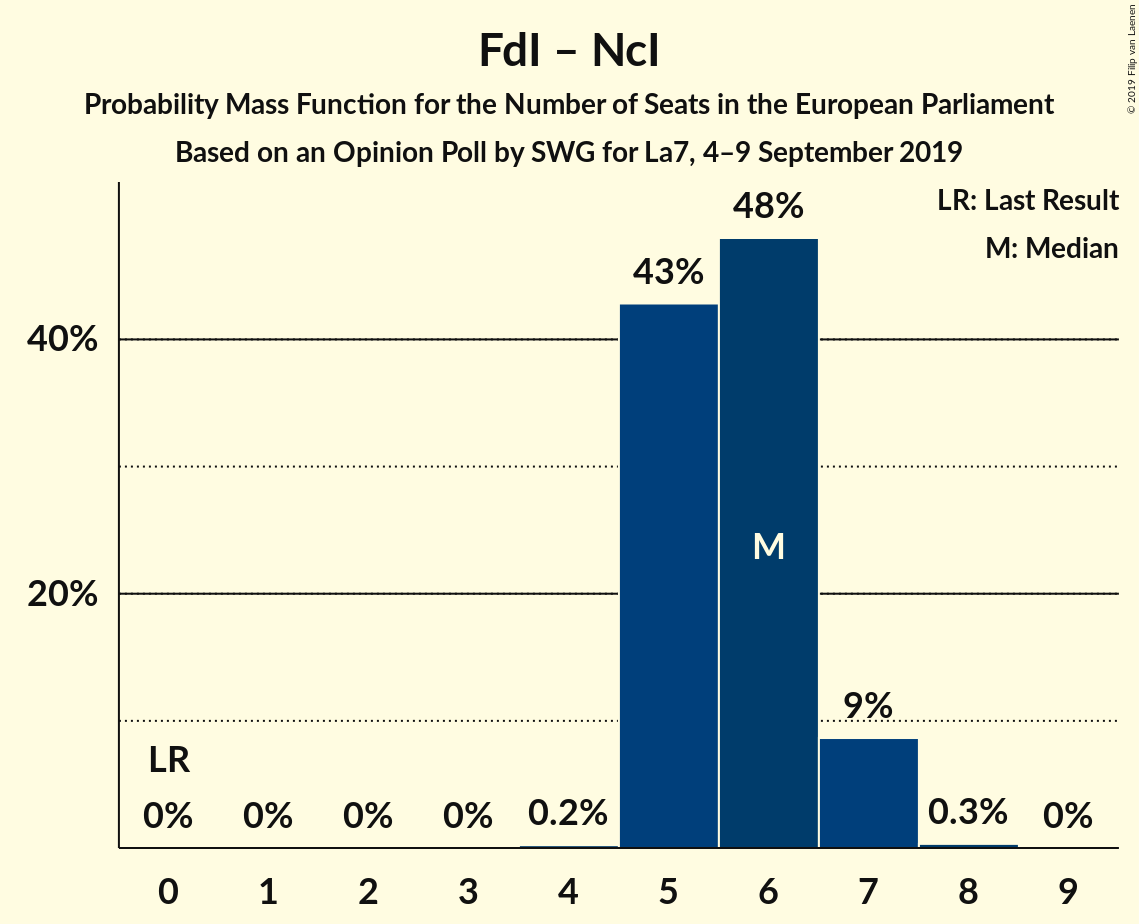 FdI – NcI
Probability Mass Function for the Number of Seats in the European Parliament
Based on an Opinion Poll by SWG for La7, 4–9 September 2019
© 2019 Filip van Laenen
LR: Last Result
M: Median
48%
43%
40%
M
20%
9%
LR
0% 0% 0% 0% 0.2% 0.3% 0%
0 1 2 3 4 5 6 7 8 9